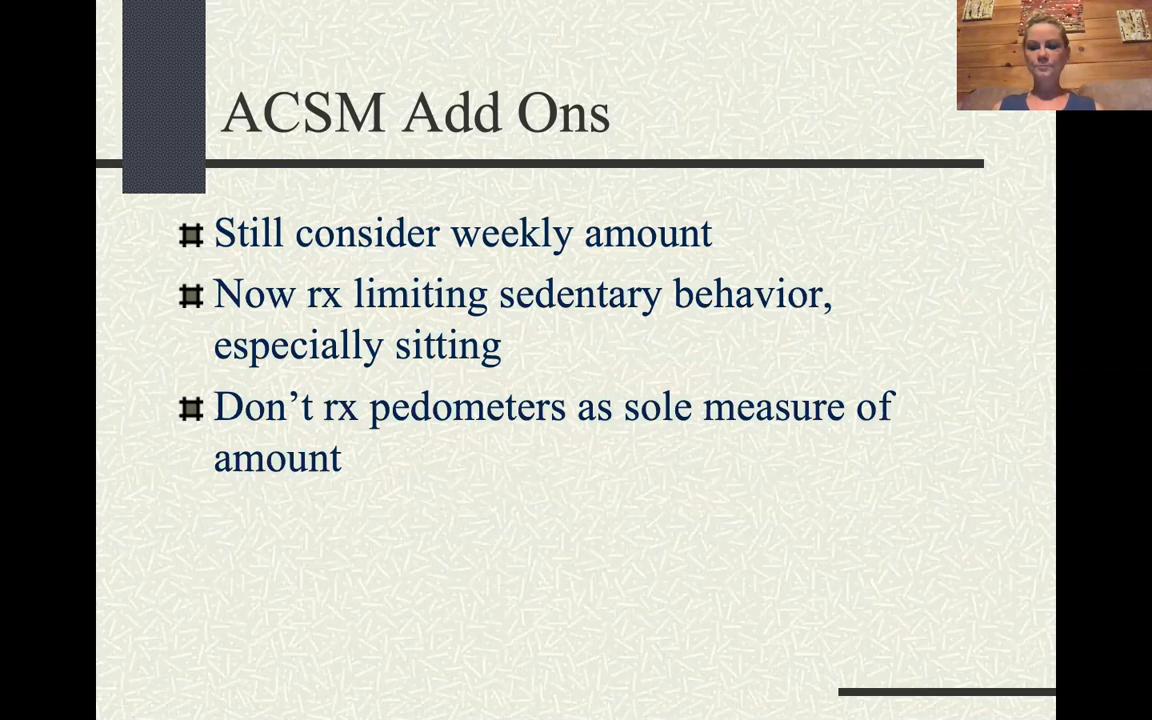 ACSM Add Ons
Still consider weekly amount
Now rx limiting sedentary behavior,
especially sitting
Don’t rx pedometers as sole measure of
amount